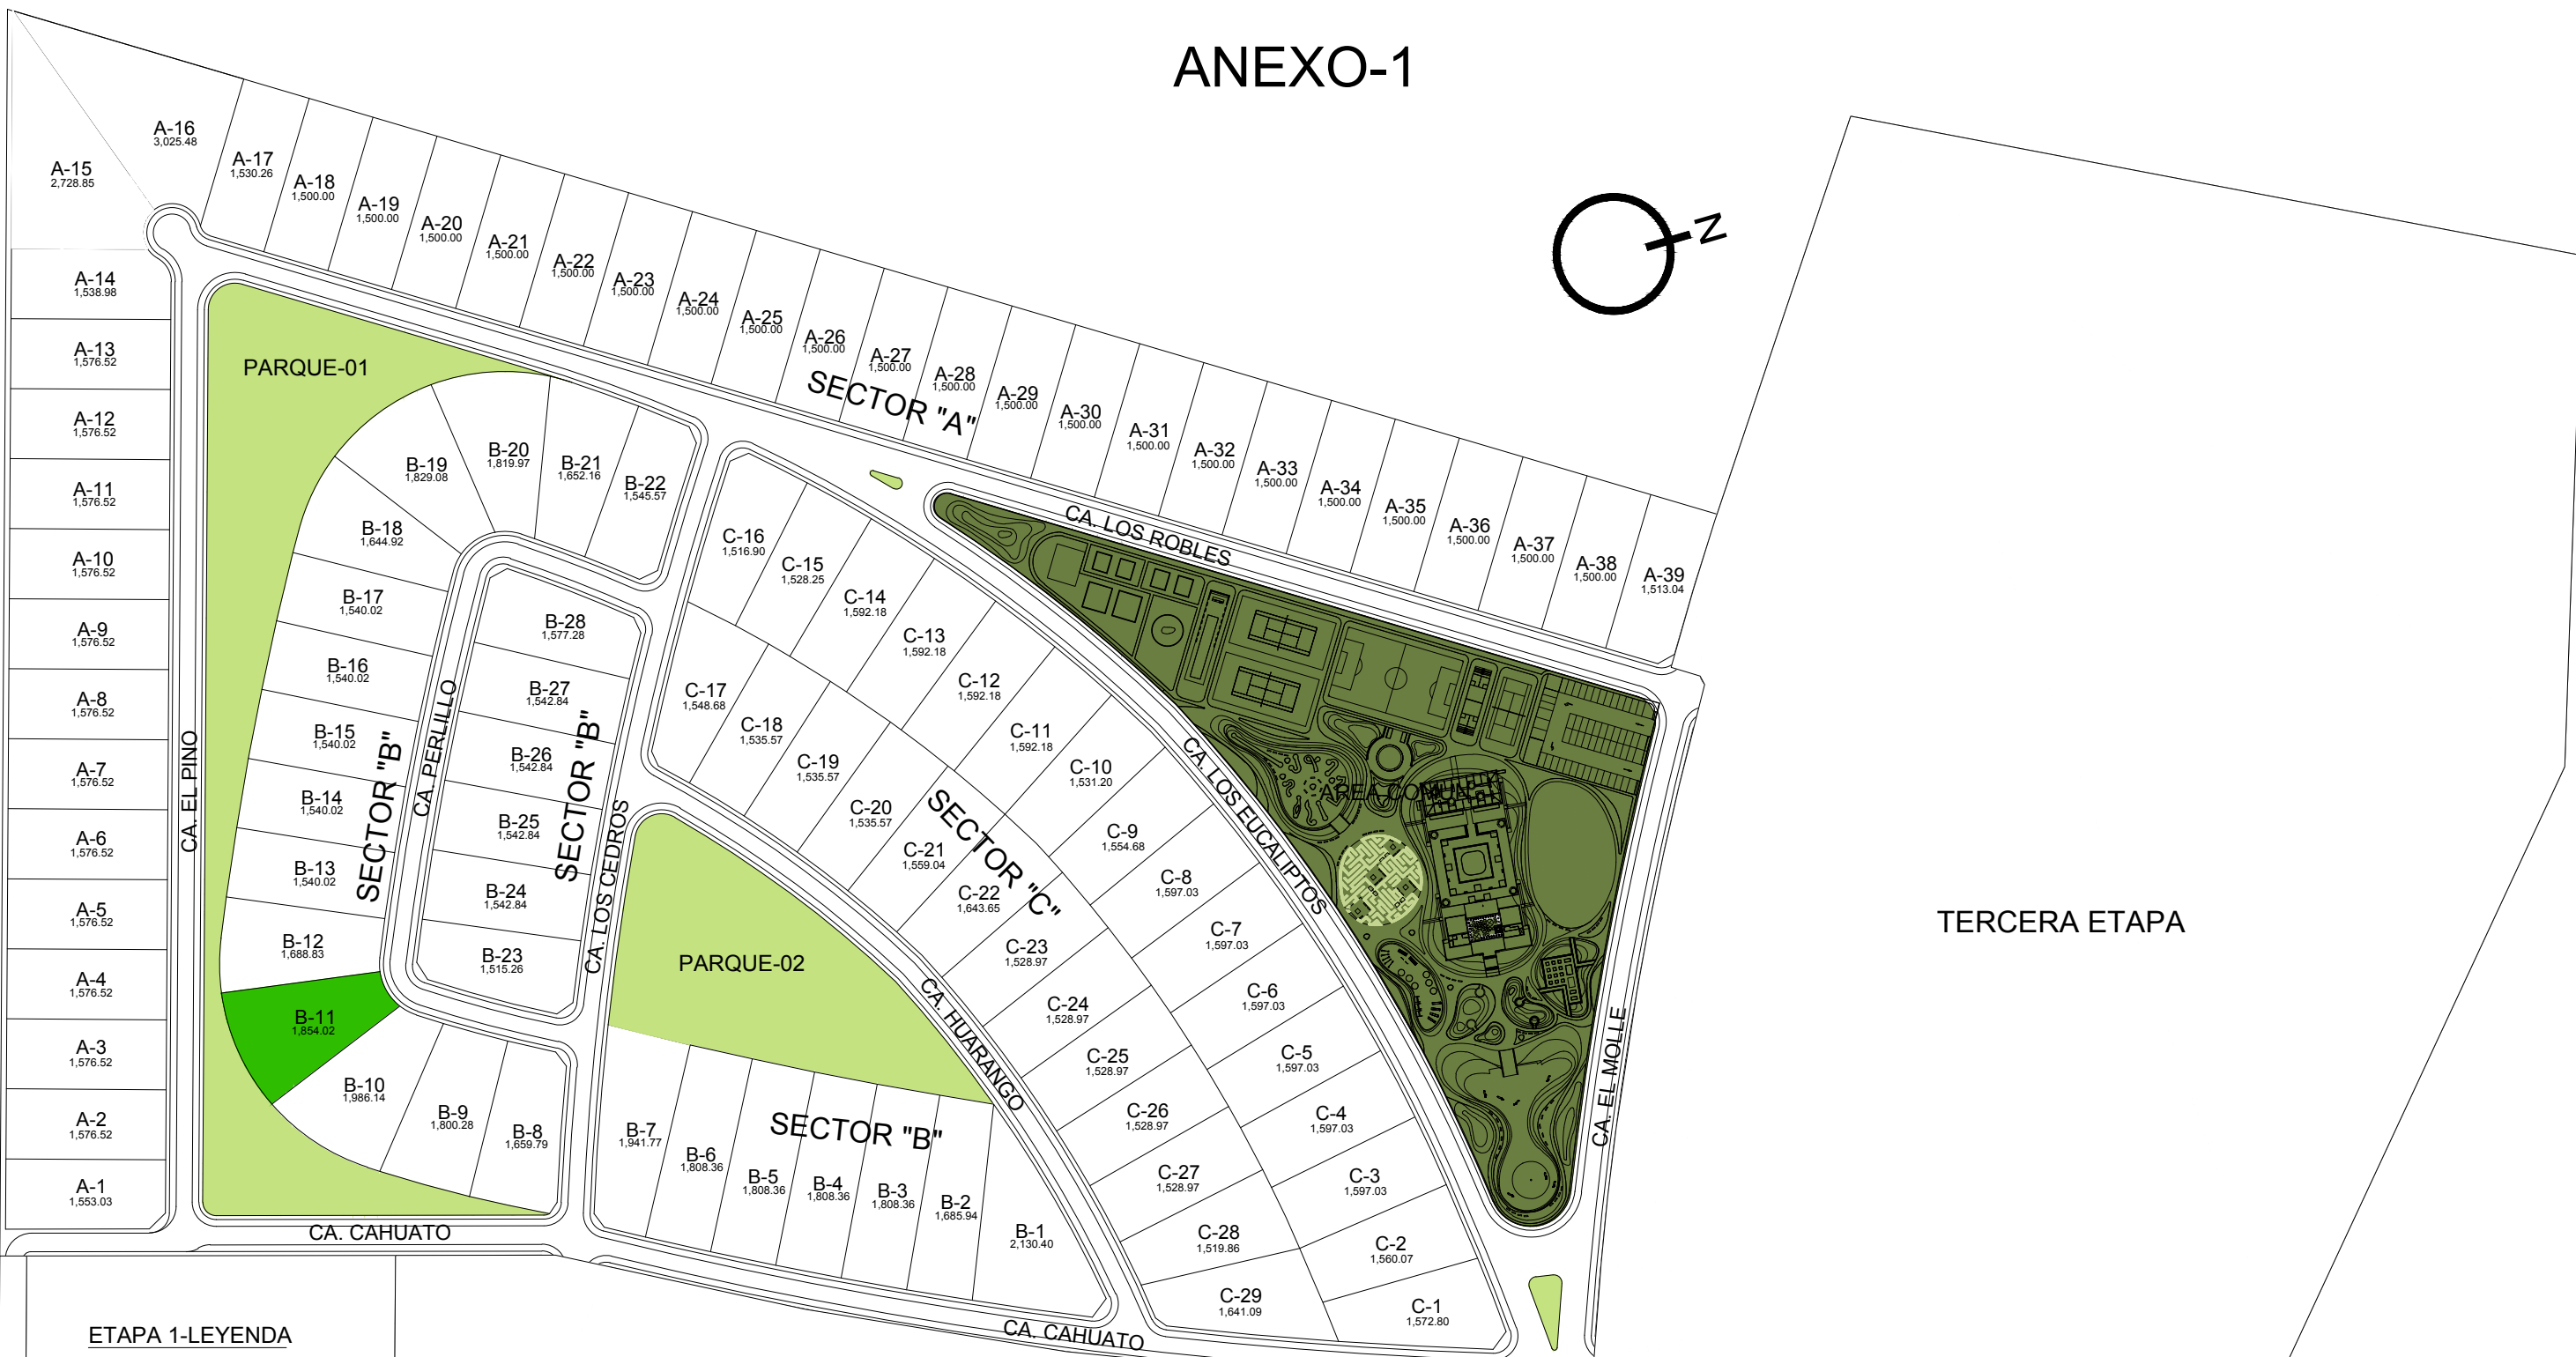 ANEXO-1
A-16
3,025.48
A-15
2,728.85
A-17
1,530.26
A-18
1,500.00
A-19
1,500.00
A-20
1,500.00
A-21
1,500.00
A-22
1,500.00
A-23
1,500.00
A-24
1,500.00
A-25
1,500.00
A-26
1,500.00
A-27
1,500.00
A-28
1,500.00
A-29
1,500.00
A-30
1,500.00
A-31
1,500.00
A-32
1,500.00
A-33
1,500.00
A-34
1,500.00
A-35
1,500.00
A-36
1,500.00
A-37
1,500.00
A-38
1,500.00
A-39
1,513.04
N
SECTOR "A"
CA. LOS ROBLES
A-14
1,538.98
A-13
1,576.52
A-12
1,576.52
A-11
1,576.52
A-10
1,576.52
A-9
1,576.52
A-8
1,576.52
A-7
1,576.52
A-6
1,576.52
A-5
1,576.52
A-4
1,576.52
A-3
1,576.52
A-2
1,576.52
A-1
1,553.03
CA. EL PINO
PARQUE-01
B-19
1,829.08
B-20
1,819.97
B-21
1,652.16
B-22
1,545.57
B-18
1,644.92
B-17
1,540.02
B-16
1,540.02
B-15
1,540.02
B-14
1,540.02
B-13
1,540.02
B-12
1,688.83
B-11
1,854.02
B-10
1,986.14
B-9
1,800.28
B-8
1,659.79
SECTOR "B"
CA. PERLILLO
B-28
1,577.28
B-27
1,542.84
B-26
1,542.84
B-25
1,542.84
B-24
1,542.84
B-23
1,515.26
SECTOR "B"
CA. LOS CEDROS
C-16
1,516.90
C-15
1,528.25
C-14
1,592.18
C-13
1,592.18
C-12
1,592.18
C-11
1,592.18
C-10
1,531.20
C-9
1,554.68
C-8
1,597.03
C-7
1,597.03
C-6
1,597.03
C-5
1,597.03
C-4
1,597.03
C-3
1,597.03
C-2
1,560.07
C-1
1,572.80
C-17
1,548.68
C-18
1,535.57
C-19
1,535.57
C-20
1,535.57
C-21
1,559.04
C-22
1,643.65
C-23
1,528.97
C-24
1,528.97
C-25
1,528.97
C-26
1,528.97
C-27
1,528.97
C-28
1,519.86
C-29
1,641.09
SECTOR "C"
CA. LOS EUCALIPTOS
AREA COMUN
CA. EL MOLLE
TERCERA ETAPA
PARQUE-02
CA. HUARANGO
SECTOR "B"
B-7
1,941.77
B-6
1,808.36
B-5
1,808.36
B-4
1,808.36
B-3
1,808.36
B-2
1,685.94
B-1
2,130.40
CA. CAHUATO
CA. CAHUATO
ETAPA 1-LEYENDA